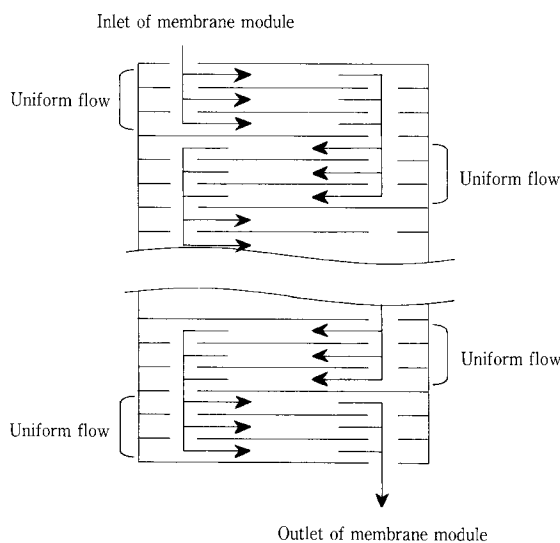 Inlet of membrane module
Uniform flow
Uniform flow
Uniform flow
Uniform flow
Outlet of membrane module